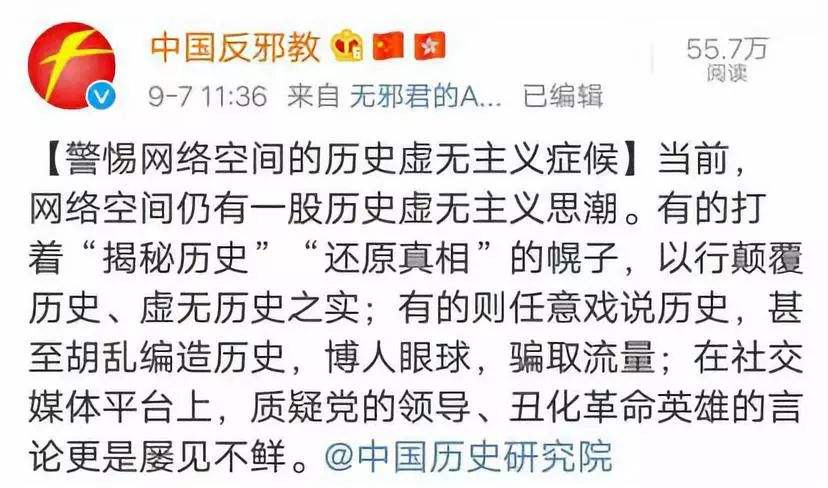 中国反邪教
55.7万
阅读
9-7 11:36 来自 无邪君的A... 已编辑
【警惕网络空间的历史虚无主义症候】当前，
网络空间仍有一股历史虚无主义思潮。有的打
着“揭秘历史”“还原真相”的幌子，以行颠覆
历史、虚无历史之实；有的则任意戏说历史，甚
至胡乱编造历史，博人眼球，骗取流量；在社交
媒体平台上，质疑党的领导、丑化革命英雄的言
论更是屡见不鲜。@中国历史研究院